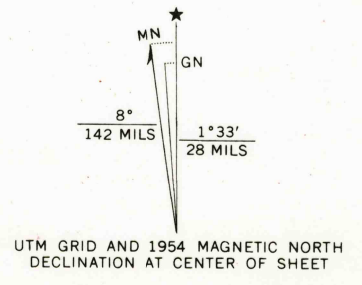 ★
MN
GN
8°
142 MILS
1°33′
28 MILS
UTM GRID AND 1954 MAGNETIC NORTH
DECLINATION AT CENTER OF SHEET